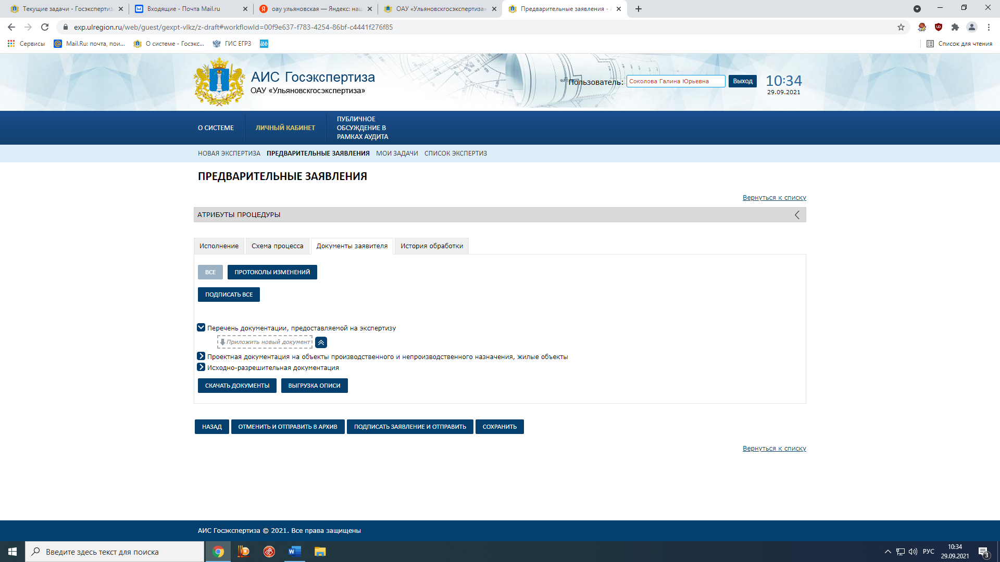 Текущие задачи - Госэкспертиз
Входящие - Почта Mail.ru
оау ульяновская — Яндекс: наш
ОАУ «Ульяновскгосэкспертиза»
Предварительные заявления - А
exp.ulregion.ru/web/guest/gexpt-vlkz/z-draft#workflowId=00f9e637-f783-4254-86bf-c4441f276f85
Сервисы
Mail.Ru: почта, пои...
О системе - Госэкс...
ГИС ЕГРЗ
ibb
Список для чтения
АИС Госэкспертиза
ОАУ «Ульяновскгосэкспертиза»
Пользователь: Соколова Галина Юрьевна Выход
10:34
29.09.2021
О СИСТЕМЕ
ЛИЧНЫЙ КАБИНЕТ
ПУБЛИЧНОЕ
ОБСУЖДЕНИЕ В
РАМКАХ АУДИТА
НОВАЯ ЭКСПЕРТИЗА ПРЕДВАРИТЕЛЬНЫЕ ЗАЯВЛЕНИЯ МОИ ЗАДАЧИ СПИСОК ЭКСПЕРТИЗ
ПРЕДВАРИТЕЛЬНЫЕ ЗАЯВЛЕНИЯ
Вернуться к списку
АТРИБУТЫ ПРОЦЕДУРЫ
Исполнение Схема процесса Документы заявителя История обработки
ВСЕ ПРОТОКОЛЫ ИЗМЕНЕНИЙ
ПОДПИСАТЬ ВСЕ
Перечень документации, предоставляемой на экспертизу
Приложить новый документ
Проектная документация на объекты производственного и непроизводственного назначения, жилые объекты
Исходно-разрешительная документация
СКАЧАТЬ ДОКУМЕНТЫ ВЫГРУЗКА ОПИСИ
НАЗАД ОТМЕНИТЬ И ОТПРАВИТЬ В АРХИВ ПОДПИСАТЬ ЗАЯВЛЕНИЕ И ОТПРАВИТЬ СОХРАНИТЬ
Вернуться к списку
АИС Госэкспертиза © 2021. Все права защищены
Введите здесь текст для поиска
РУС
10:34
29.09.2021
3